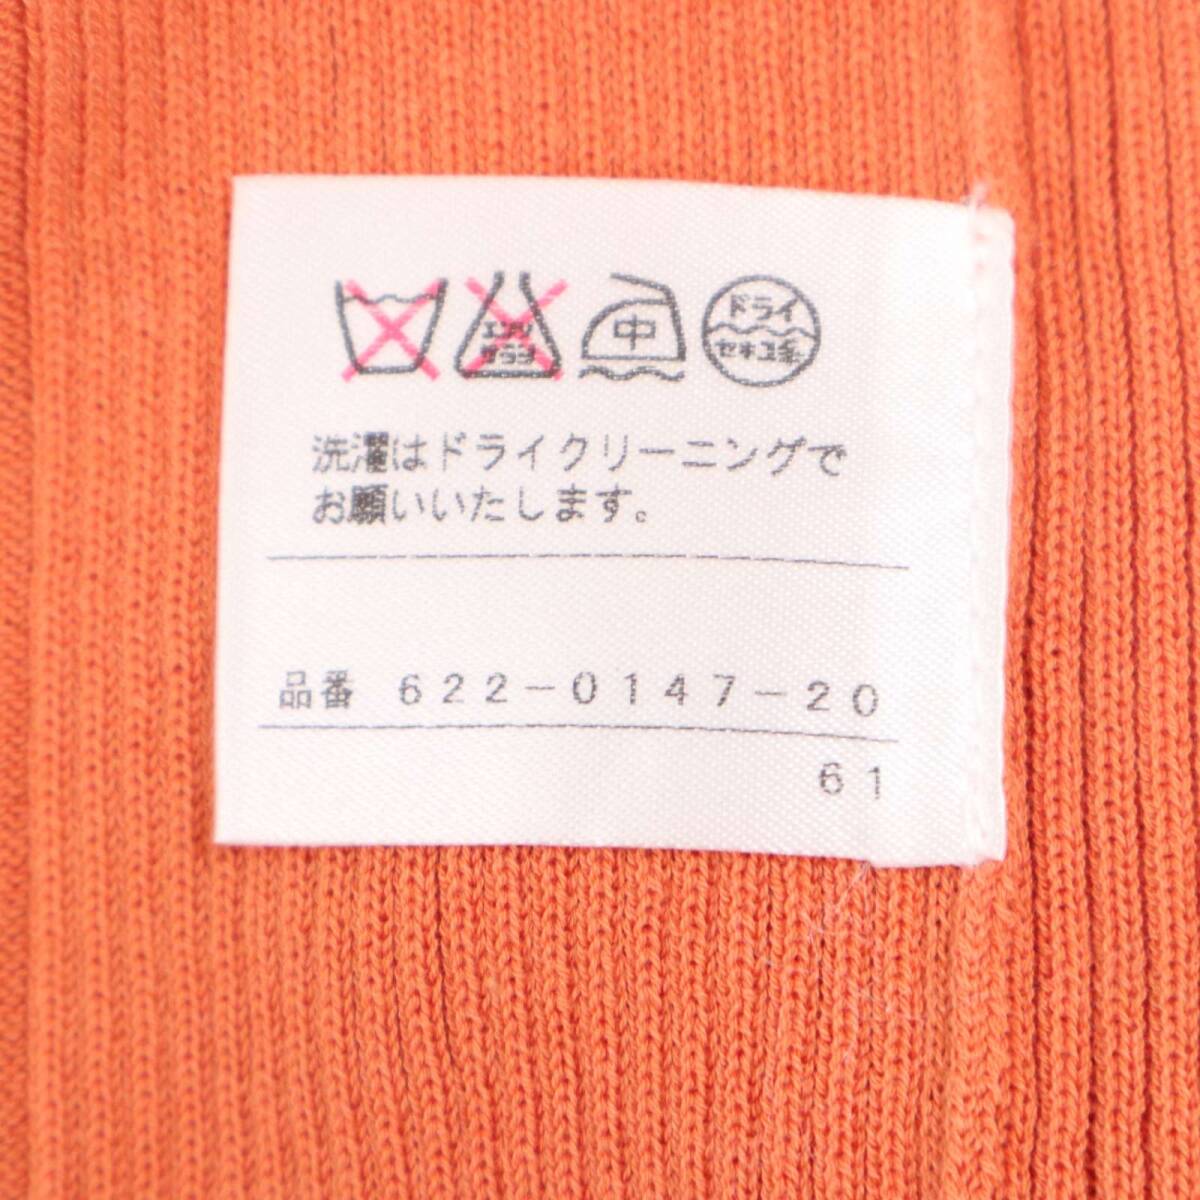 エンソ
サラシ
中
ドライ
セキユ系
洗濯はドライクリーニングで
お願いいたします。
品番 622-0147-20
61